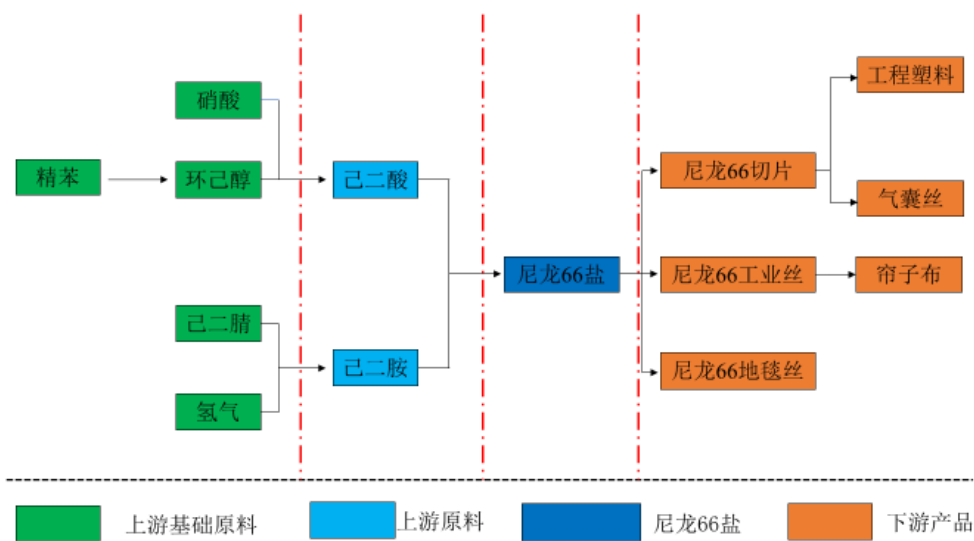 工程塑料
硝酸
精苯
环己醇
己二酸
尼龙66切片
气囊丝
尼龙66盐
尼龙66工业丝
帘子布
己二腈
己二胺
尼龙66地毯丝
氢气
上游基础原料
上游原料
尼龙66盐
下游产品